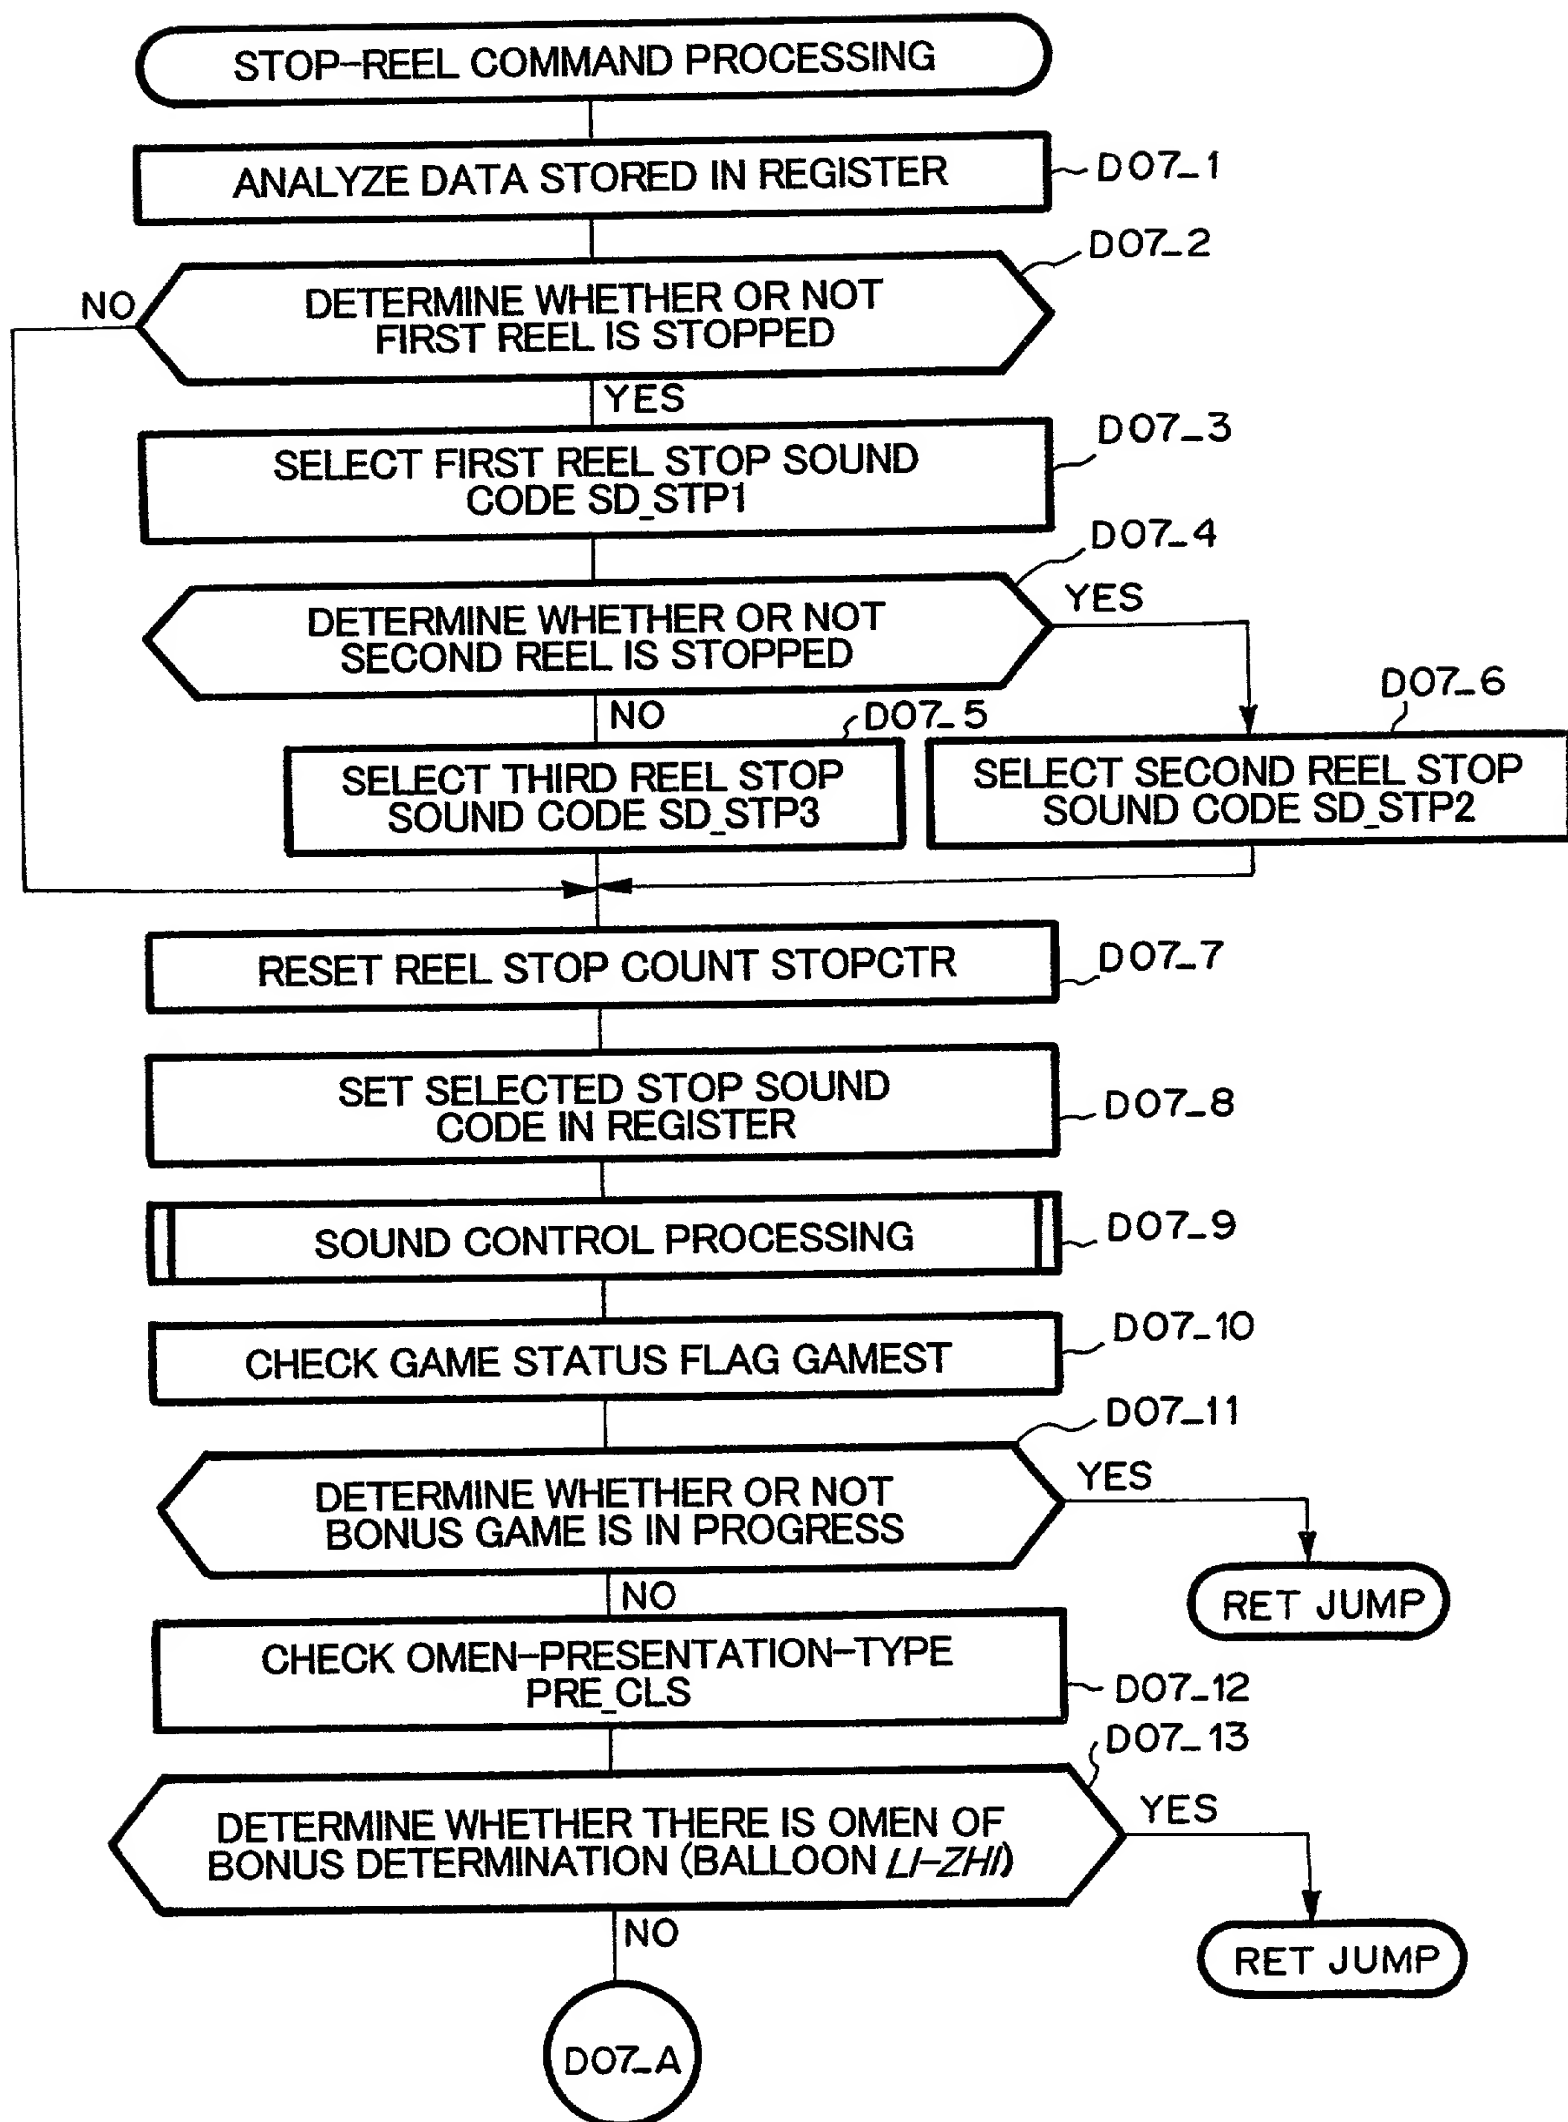 STOP-REEL COMMAND PROCESSING
ANALYZE DATA STORED IN REGISTER
D07_1
D07_2
NO
DETERMINE WHETHER OR NOT
FIRST REEL IS STOPPED
YES
D07_3
SELECT FIRST REEL STOP SOUND
CODE SD_STP1
D07_4
YES
DETERMINE WHETHER OR NOT
SECOND REEL IS STOPPED
NO
D07_5
D07_6
SELECT THIRD REEL STOP
SOUND CODE SD_STP3
SELECT SECOND REEL STOP
SOUND CODE SD_STP2
RESET REEL STOP COUNT STOPCTR
D07_7
SET SELECTED STOP SOUND
CODE IN REGISTER
D07_8
SOUND CONTROL PROCESSING
D07_9
CHECK GAME STATUS FLAG GAMEST
D07_10
D07_11
YES
DETERMINE WHETHER OR NOT
BONUS GAME IS IN PROGRESS
RET JUMP
NO
CHECK OMEN-PRESENTATION-TYPE
PRE_CLS
D07_12
D07_13
YES
DETERMINE WHETHER THERE IS OMEN OF
BONUS DETERMINATION (BALLOON LI-ZHI)
NO
RET JUMP
D07_A